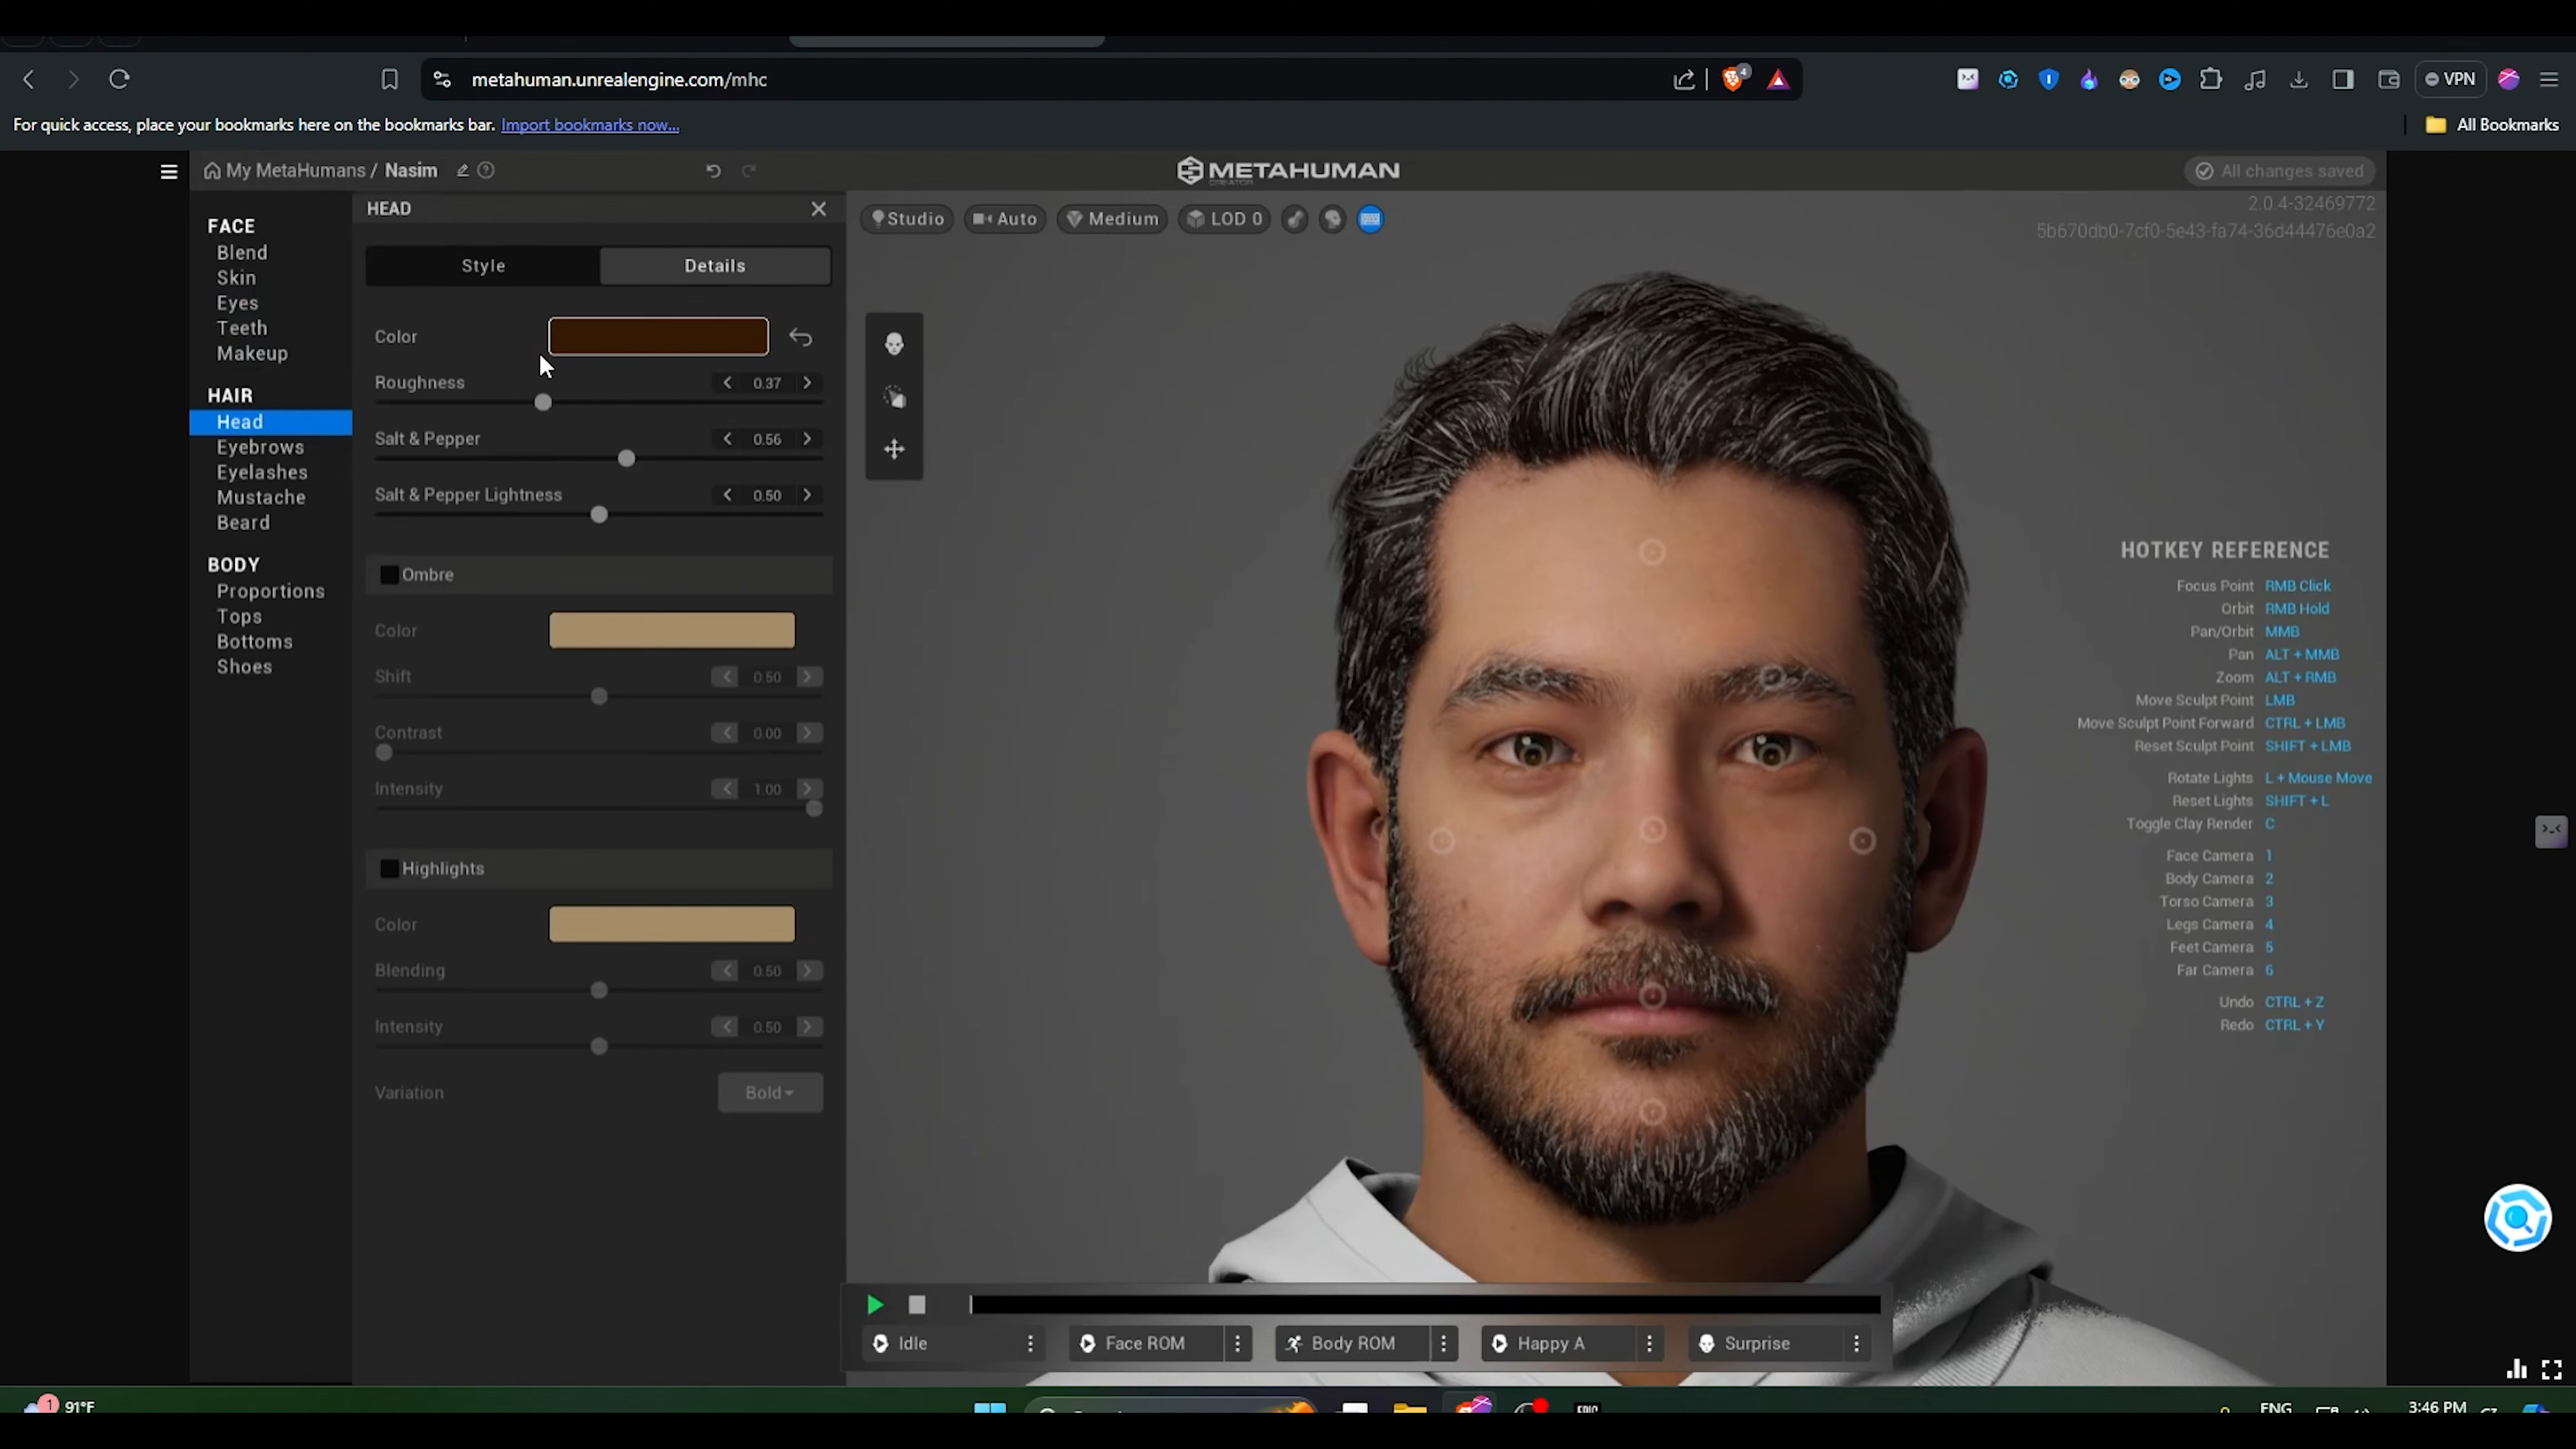 metahuman.unrealengine.com/mhc
4
VPN
For quick access, place your bookmarks here on the bookmarks bar. Import bookmarks now...
All Bookmarks
My MetaHumans / Nasim
METAHUMAN
CREATOR
All changes saved
2.0.4-32469772
5b670db0-7cf0-5e43-fa74-36d44476e0a2
FACE
Blend
Skin
Eyes
Teeth
Makeup
HAIR
Head
Eyebrows
Eyelashes
Mustache
Beard
BODY
Proportions
Tops
Bottoms
Shoes
HEAD
Style
Details
Color
Roughness 0.37
Salt & Pepper 0.56
Salt & Pepper Lightness 0.50
Ombre
Color
Shift 0.50
Contrast 0.00
Intensity 1.00
Highlights
Color
Blending 0.50
Intensity 0.50
Variation Bold
Studio
Auto
Medium
LOD 0
HOTKEY REFERENCE
Focus Point RMB Click
Orbit RMB Hold
Pan/Orbit MMB
Pan ALT + MMB
Zoom ALT + RMB
Move Sculpt Point LMB
Move Sculpt Point Forward CTRL + LMB
Reset Sculpt Point SHIFT + LMB
Rotate Lights L + Mouse Move
Reset Lights SHIFT + L
Toggle Clay Render C
Face Camera 1
Body Camera 2
Torso Camera 3
Legs Camera 4
Feet Camera 5
Far Camera 6
Undo CTRL + Z
Redo CTRL + Y
Idle
Face ROM
Body ROM
Happy A
Surprise
1
91°F
EPIC
ENG
3:46 PM